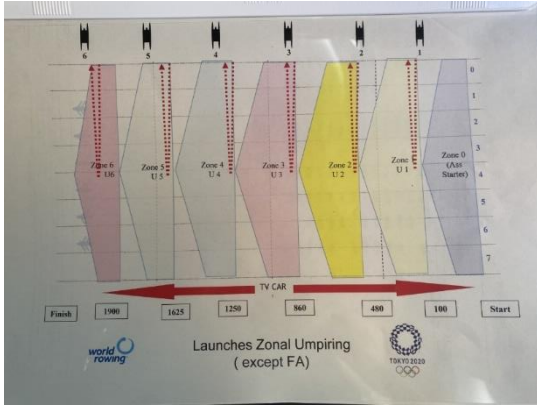 6 5 4 3 2 1
0
1
2
3
4
5
6
7
Zone 6
U6
Zone 5
U 5
Zone 4
U 4
Zone 3
U 3
Zone 2
U 2
Zone
U 1
Zone 0
(Ass
Starter)
TV CAR
Finish 1900 1625 1250 860 480 100 Start
world
rowing
Launches Zonal Umpiring
( except FA)
TOKYO 2020